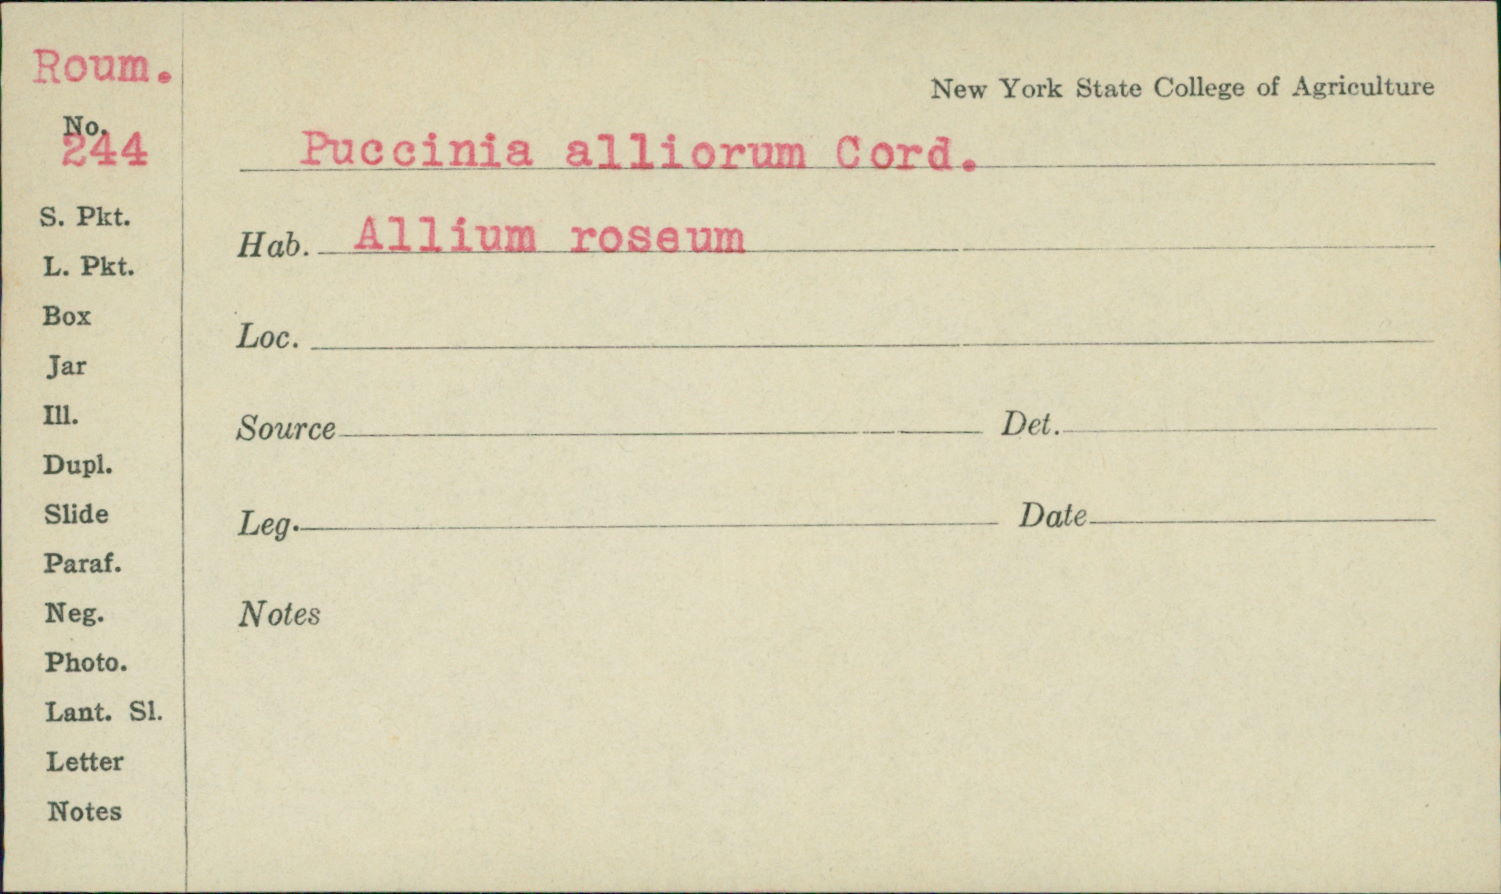 Roum.
No.
244
S. Pkt.
L. Pkt.
Box
Jar
Ill.
Dupl.
Slide
Paraf.
Neg.
Photo.
Lant. Sl.
Letter
Notes
New York State College of Agriculture
Puccinia alliorum Cord.
Hab. Allium roseum
Loc.
Source Det.
Leg. Date
Notes